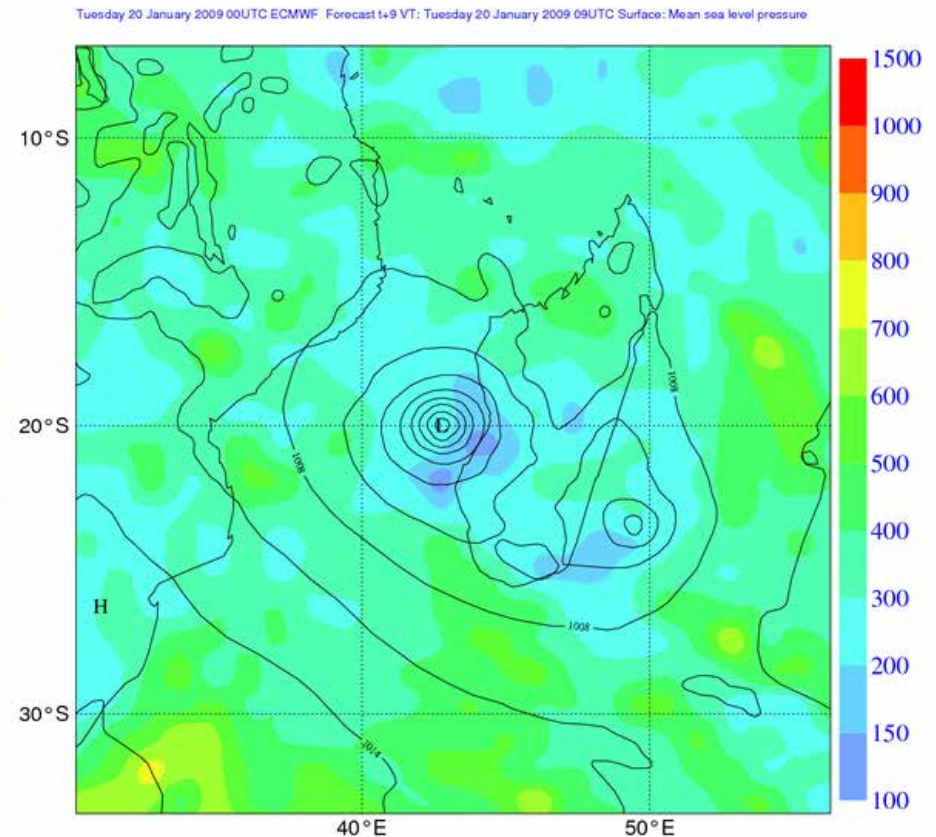 Tuesday 20 January 2009 00UTC ECMWF Forecast t+9 VT: Tuesday 20 January 2009 09UTC Surface: Mean sea level pressure
1500
1000
900
800
700
600
500
400
300
200
150
100
10°S
20°S
30°S
1008
1008
L
H
1008
1014
40°E
50°E